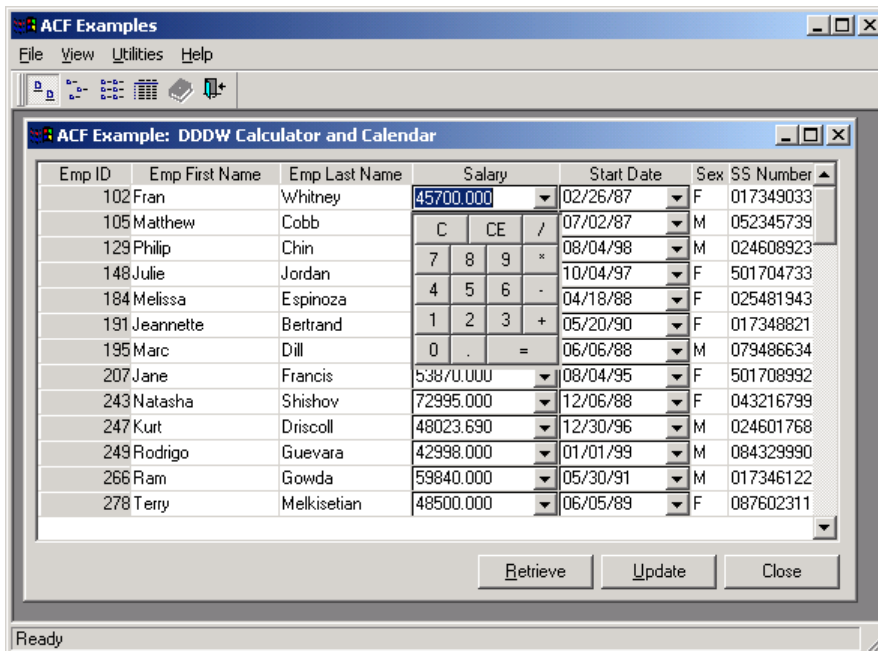 ACF Examples
File View Utilities Help
ACF Example: DDDW Calculator and Calendar
Emp ID Emp First Name Emp Last Name Salary Start Date Sex SS Number
102 Fran Whitney 45700.000 02/26/87 F 017349033
105 Matthew Cobb C CE / 07/02/87 M 052345739
129 Philip Chin 7 8 9 * 08/04/98 M 024608923
148 Julie Jordan 10/04/97 F 501704733
184 Melissa Espinoza 4 5 6 - 04/18/88 F 025481943
191 Jeannette Bertrand 1 2 3 + 05/20/90 F 017348821
195 Marc Dill 0 . = 06/06/88 M 079486634
207 Jane Francis 53870.000 08/04/95 F 501708992
243 Natasha Shishov 72995.000 12/06/88 F 043216799
247 Kurt Driscoll 48023.690 12/30/96 M 024601768
249 Rodrigo Guevara 42998.000 01/01/99 M 084329990
266 Ram Gowda 59840.000 05/30/91 M 017346122
278 Terry Melkisetian 48500.000 06/05/89 F 087602311
Retrieve Update Close
Ready